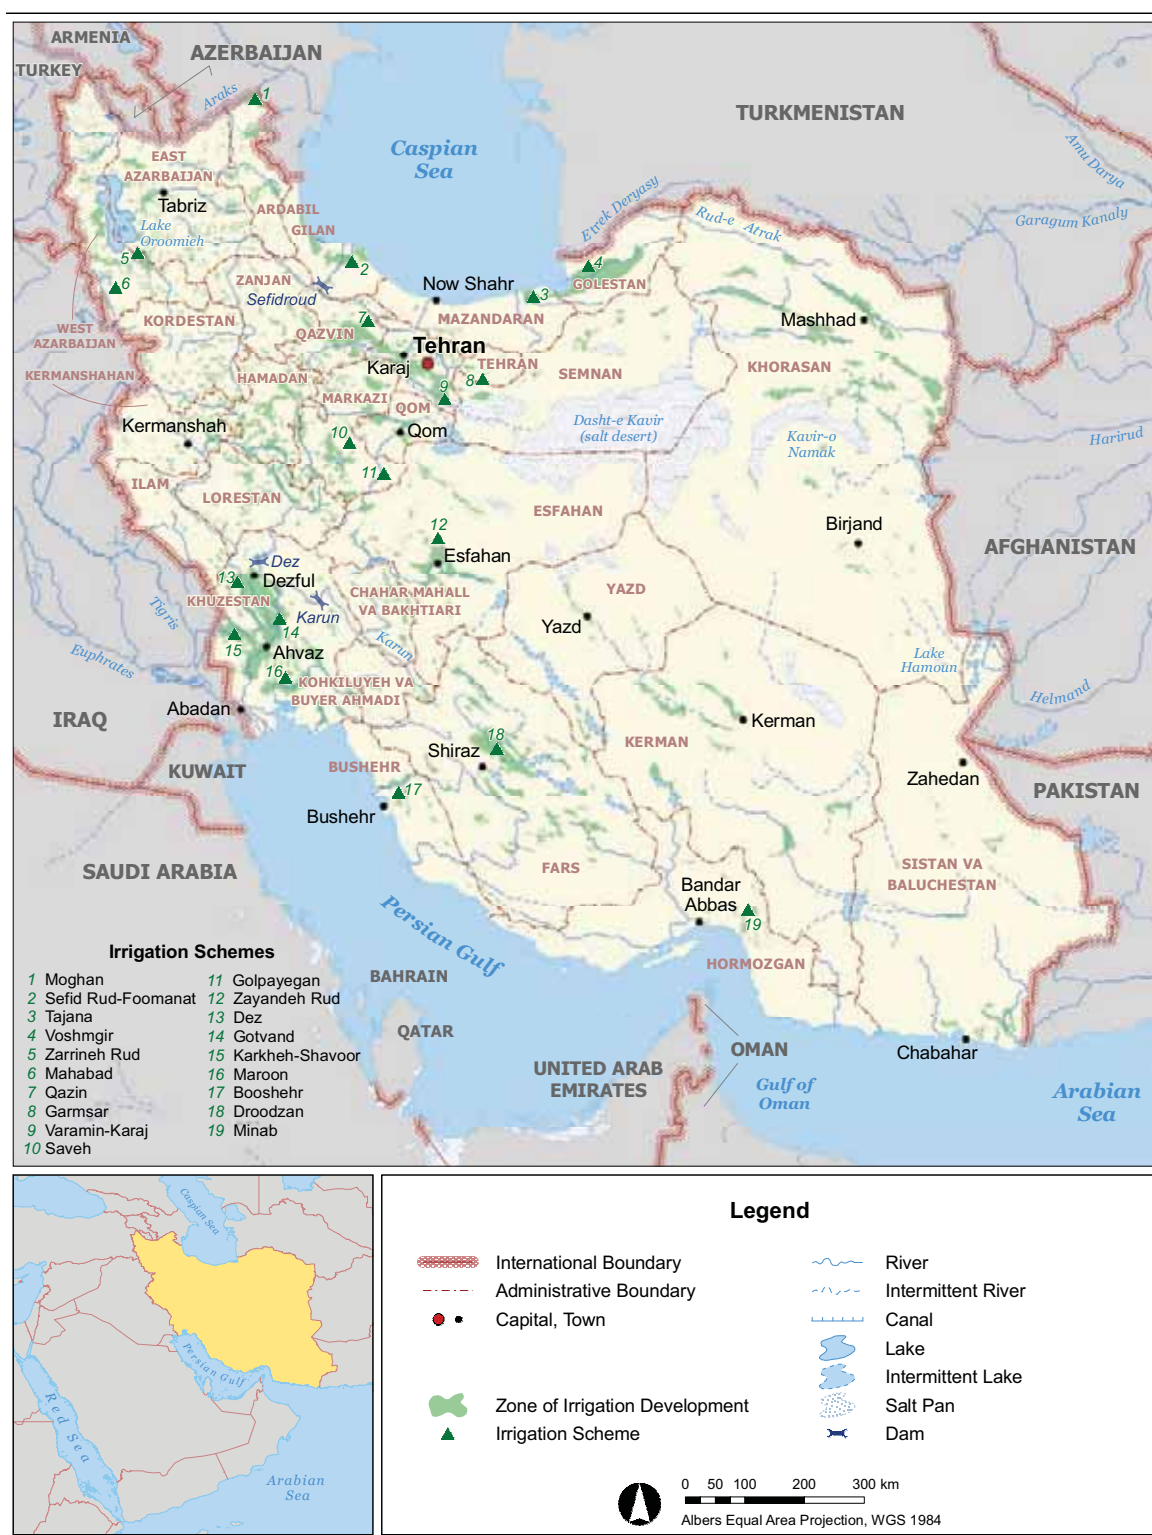 ARMENIA
AZERBAIJAN
TURKEY
Araks
1
TURKMENISTAN
Caspian
Sea
Amu Darya
EAST
AZARBAIJAN
Tabriz
ARDABIL
GILAN
Etrek Deryasy
Rud-e Atrak
Garagum Kanaly
Lake
Oroomieh
5
6
2
4
GOLESTAN
ZANJAN
Sefidroud
Now Shahr
3
MAZANDARAN
Mashhad
KORDESTAN
QAZVIN
7
WEST
AZARBAIJAN
Tehran
Karaj
TEHRAN
8
SEMNAN
KHORASAN
KERMANSHAHAN
HAMADAN
MARKAZI
9
QOM
Dasht-e Kavir
(salt desert)
Kermanshah
10
Qom
Kavir-o
Namak
Harirud
11
ILAM
LORESTAN
ESFAHAN
12
Birjand
Esfahan
AFGHANISTAN
Dez
13
Dezful
KHUZESTAN
CHAHAR MAHALL
VA BAKHTIARI
YAZD
Tigris
Karun
14
Yazd
15
Ahvaz
Karun
Euphrates
Lake
Hamoun
16
KOHKILUYEH VA
BUYER AHMADI
Helmand
Abadan
IRAQ
Kerman
18
Shiraz
KERMAN
KUWAIT
BUSHEHR
Zahedan
17
PAKISTAN
Bushehr
SAUDI ARABIA
FARS
SISTAN VA
BALUCHESTAN
Bandar
Abbas
Persian Gulf
19
HORMOZGAN
BAHRAIN
QATAR
OMAN
Chabahar
UNITED ARAB
EMIRATES
Gulf of
Oman
Arabian
Sea
Irrigation Schemes
1 Moghan
2 Sefid Rud-Foomanat
3 Tajana
4 Voshmgir
5 Zarrineh Rud
6 Mahabad
7 Qazin
8 Garmsar
9 Varamin-Karaj
10 Saveh
11 Golpayegan
12 Zayandeh Rud
13 Dez
14 Gotvand
15 Karkheh-Shavoor
16 Maroon
17 Booshehr
18 Droodzan
19 Minab
Caspian Sea
Persian Gulf
Red Sea
Arabian
Sea
Legend
International Boundary
Administrative Boundary
Capital, Town
Zone of Irrigation Development
Irrigation Scheme
River
Intermittent River
Canal
Lake
Intermittent Lake
Salt Pan
Dam
0 50 100 200 300 km
Albers Equal Area Projection, WGS 1984